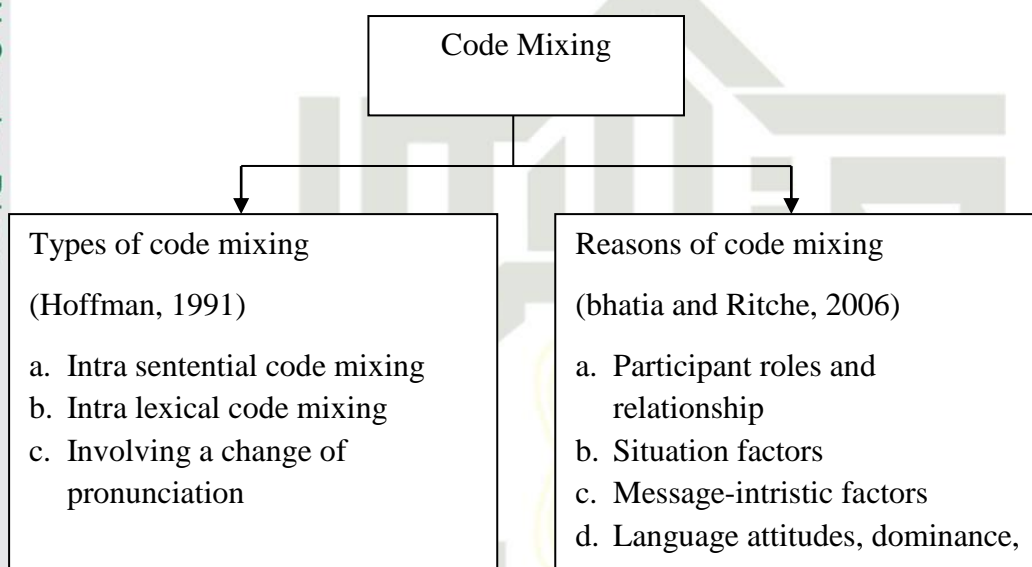 Code Mixing
Types of code mixing
(Hoffman, 1991)
a. Intra sentential code mixing
b. Intra lexical code mixing
c. Involving a change of
pronunciation
Reasons of code mixing
(bhatia and Ritche, 2006)
a. Participant roles and
relationship
b. Situation factors
c. Message-intristic factors
d. Language attitudes, dominance,